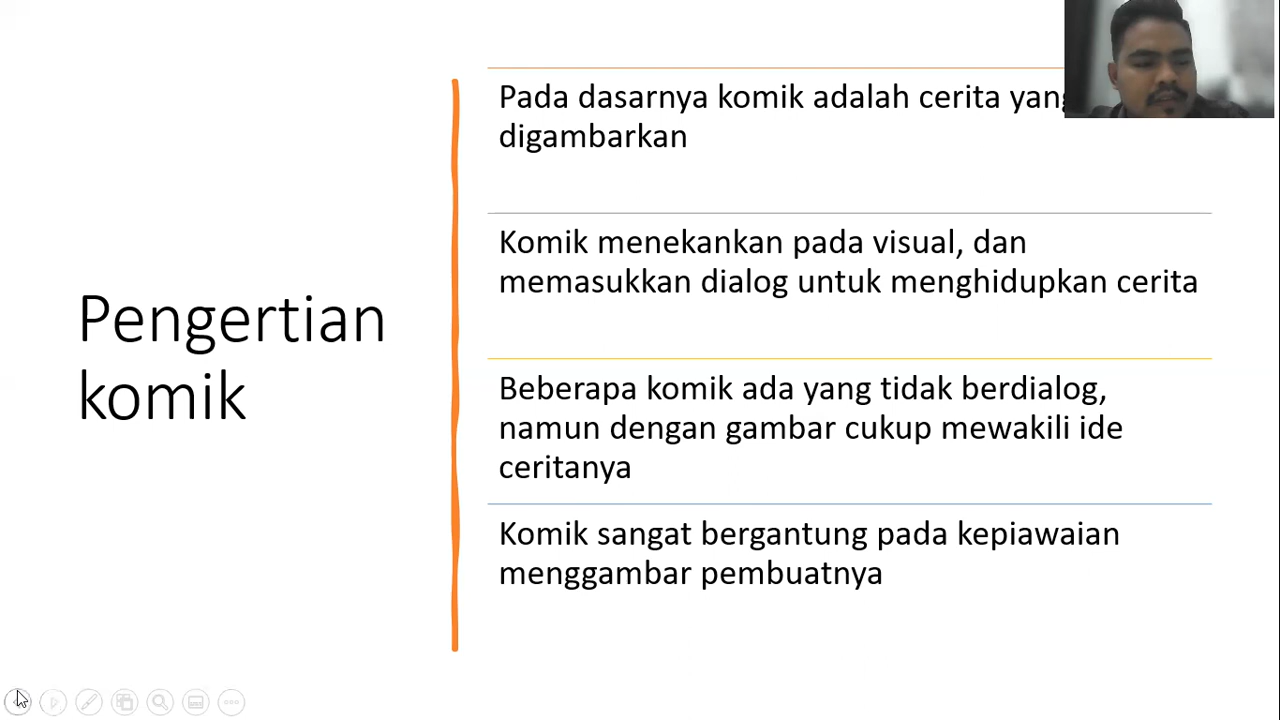 Pengertian
komik
Pada dasarnya komik adalah cerita yang
digambarkan
Komik menekankan pada visual, dan
memasukkan dialog untuk menghidupkan cerita
Beberapa komik ada yang tidak berdialog,
namun dengan gambar cukup mewakili ide
ceritanya
Komik sangat bergantung pada kepiawaian
menggambar pembuatnya